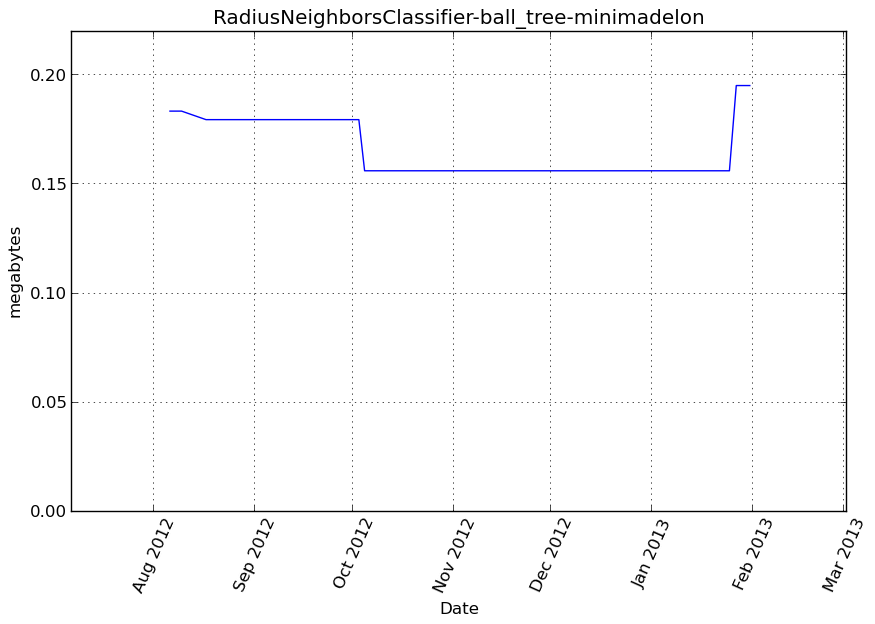 RadiusNeighborsClassifier-ball_tree-minimadelon
0.20
0.15
0.10
0.05
0.00
megabytes
Aug 2012
Sep 2012
Oct 2012
Nov 2012
Dec 2012
Jan 2013
Feb 2013
Mar 2013
Date